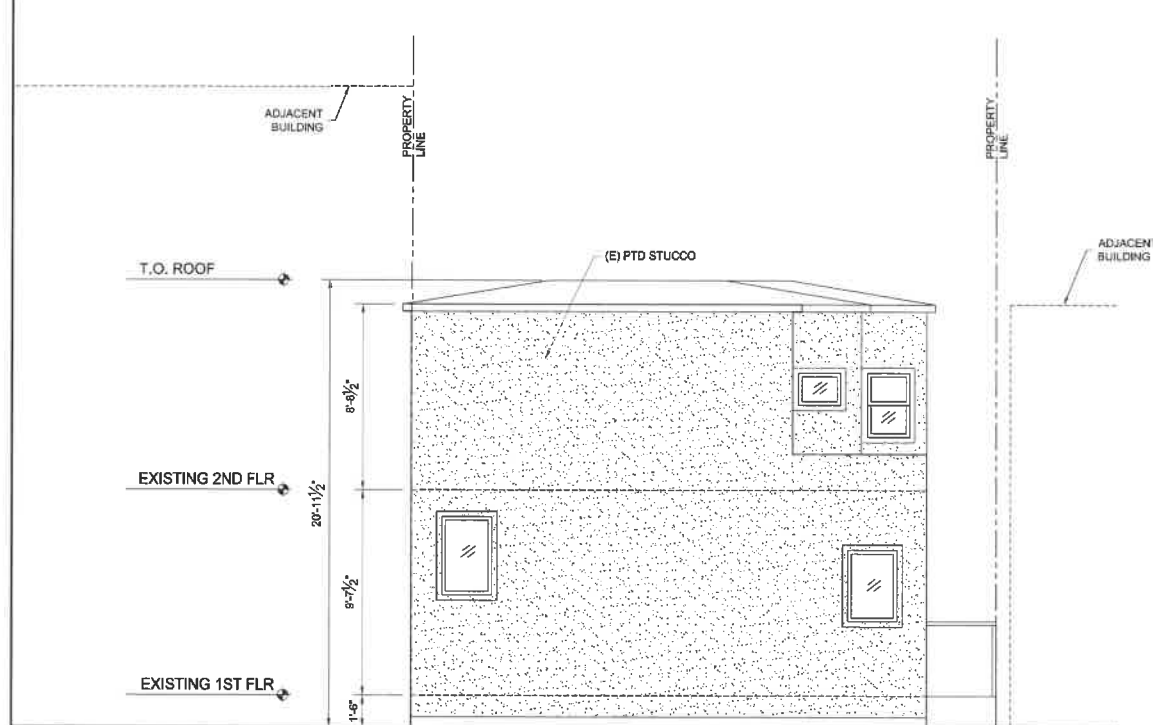 ADJACENT
BUILDING
PROPERTY
LINE
PROPERTY
LINE
ADJACENT
BUILDING
(E) PTD STUCCO
T.O. ROOF
8'-8½"
EXISTING 2ND FLR
20'-11½"
9'-7½"
EXISTING 1ST FLR
1'-6"